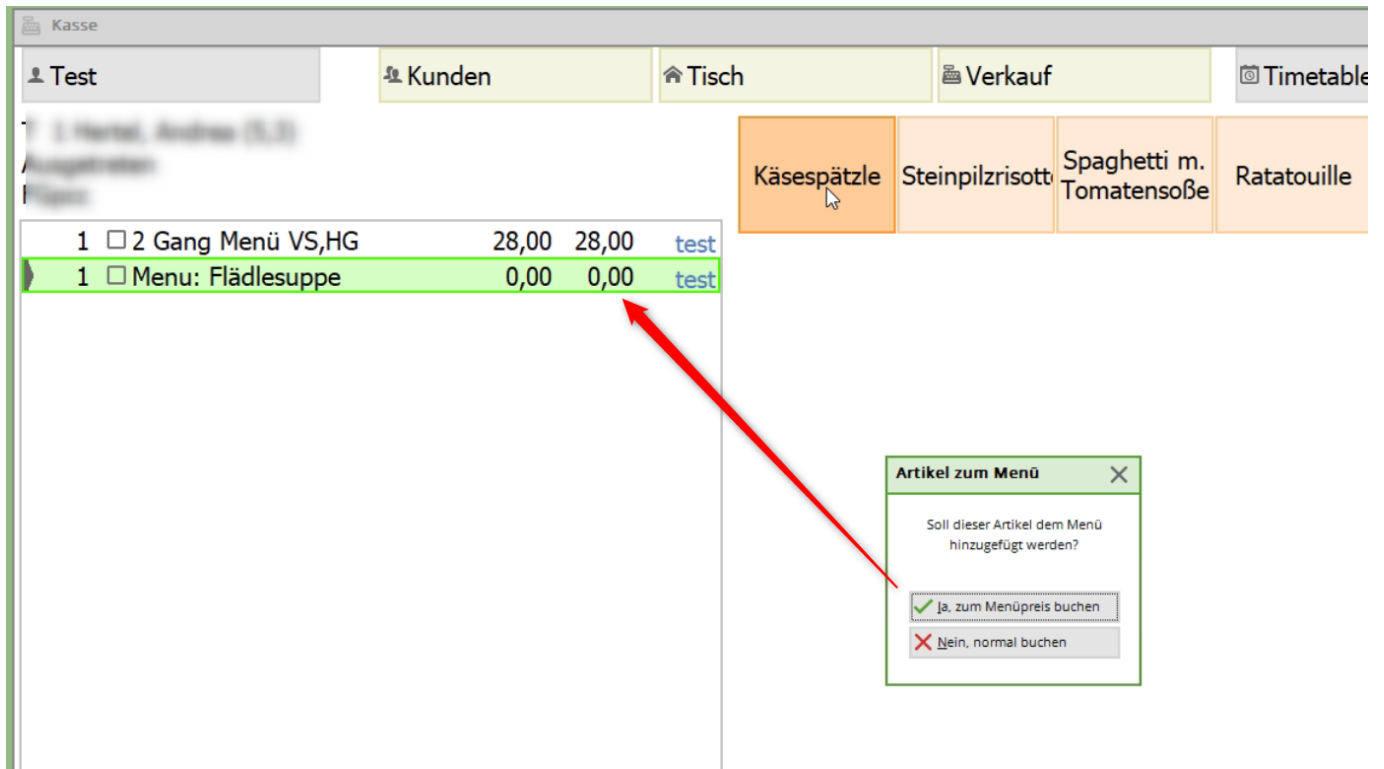 Kasse
Test
Kunden
Tisch
Verkauf
Timetable
Käsespätzle
Steinpilzrisott
Spaghetti m.
Tomatensoße
Ratatouille
1 2 Gang Menü VS,HG 28,00 28,00 test
1 Menu: Flädlesuppe 0,00 0,00 test
Artikel zum Menü
Soll dieser Artikel dem Menü
hinzugefügt werden?
Ja, zum Menüpreis buchen
Nein, normal buchen